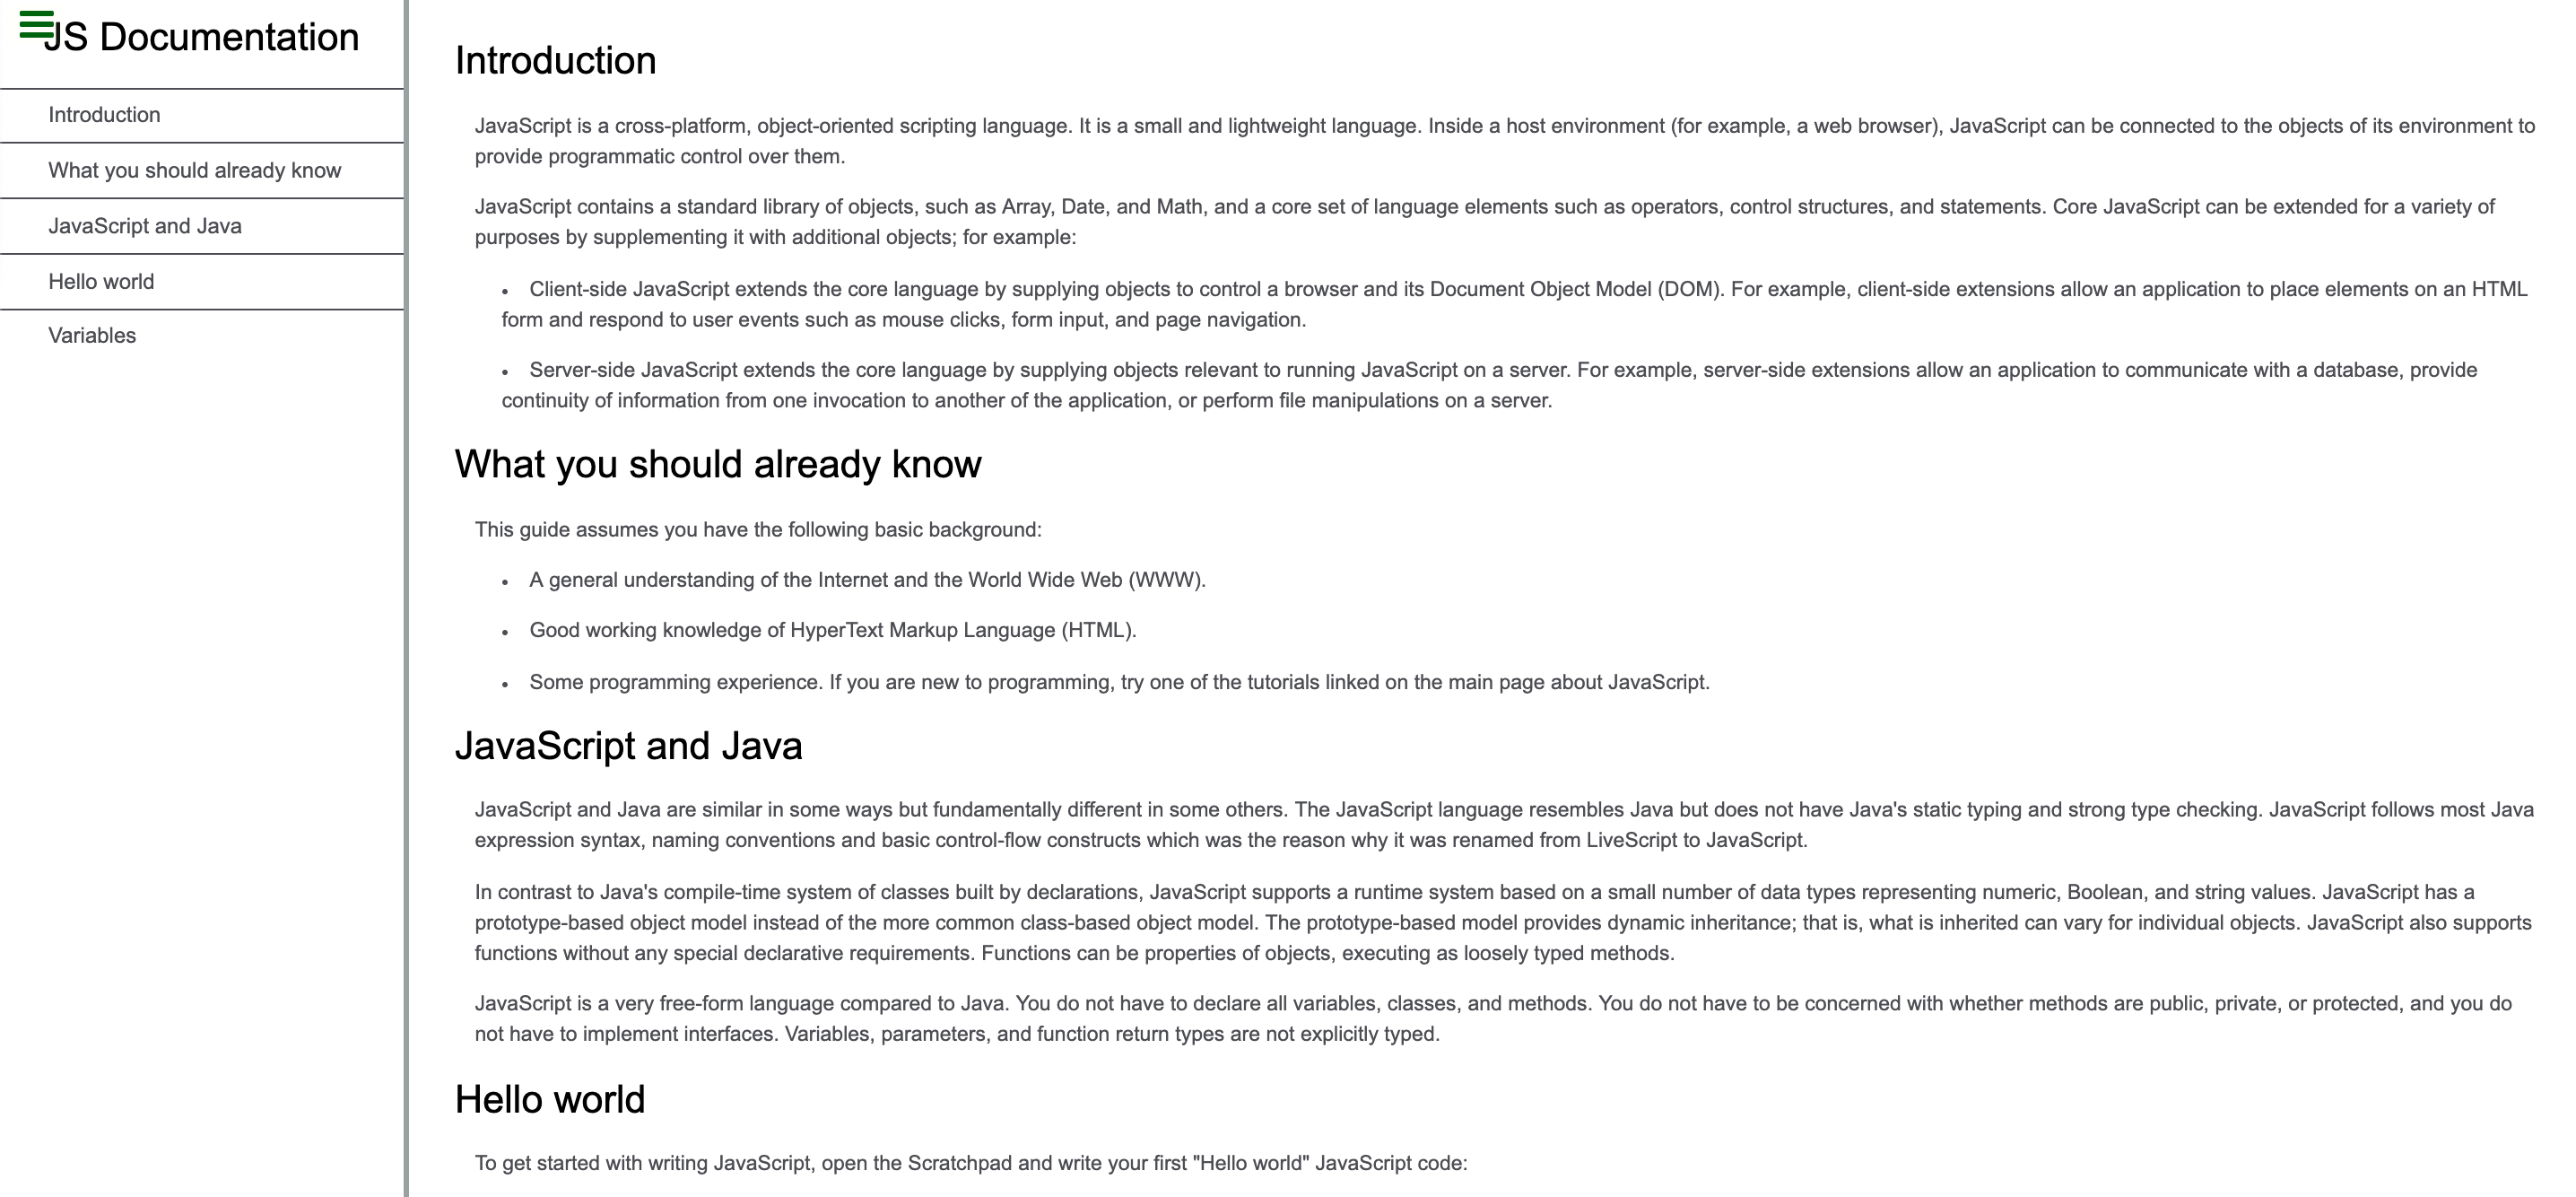 JS Documentation
Introduction
What you should already know
JavaScript and Java
Hello world
Variables
Introduction
JavaScript is a cross-platform, object-oriented scripting language. It is a small and lightweight language. Inside a host environment (for example, a web browser), JavaScript can be connected to the objects of its environment to
provide programmatic control over them.
JavaScript contains a standard library of objects, such as Array, Date, and Math, and a core set of language elements such as operators, control structures, and statements. Core JavaScript can be extended for a variety of
purposes by supplementing it with additional objects; for example:
• Client-side JavaScript extends the core language by supplying objects to control a browser and its Document Object Model (DOM). For example, client-side extensions allow an application to place elements on an HTML
form and respond to user events such as mouse clicks, form input, and page navigation.
• Server-side JavaScript extends the core language by supplying objects relevant to running JavaScript on a server. For example, server-side extensions allow an application to communicate with a database, provide
continuity of information from one invocation to another of the application, or perform file manipulations on a server.
What you should already know
This guide assumes you have the following basic background:
• A general understanding of the Internet and the World Wide Web (WWW).
• Good working knowledge of HyperText Markup Language (HTML).
• Some programming experience. If you are new to programming, try one of the tutorials linked on the main page about JavaScript.
JavaScript and Java
JavaScript and Java are similar in some ways but fundamentally different in some others. The JavaScript language resembles Java but does not have Java's static typing and strong type checking. JavaScript follows most Java
expression syntax, naming conventions and basic control-flow constructs which was the reason why it was renamed from LiveScript to JavaScript.
In contrast to Java's compile-time system of classes built by declarations, JavaScript supports a runtime system based on a small number of data types representing numeric, Boolean, and string values. JavaScript has a
prototype-based object model instead of the more common class-based object model. The prototype-based model provides dynamic inheritance; that is, what is inherited can vary for individual objects. JavaScript also supports
functions without any special declarative requirements. Functions can be properties of objects, executing as loosely typed methods.
JavaScript is a very free-form language compared to Java. You do not have to declare all variables, classes, and methods. You do not have to be concerned with whether methods are public, private, or protected, and you do
not have to implement interfaces. Variables, parameters, and function return types are not explicitly typed.
Hello world
To get started with writing JavaScript, open the Scratchpad and write your first "Hello world" JavaScript code: